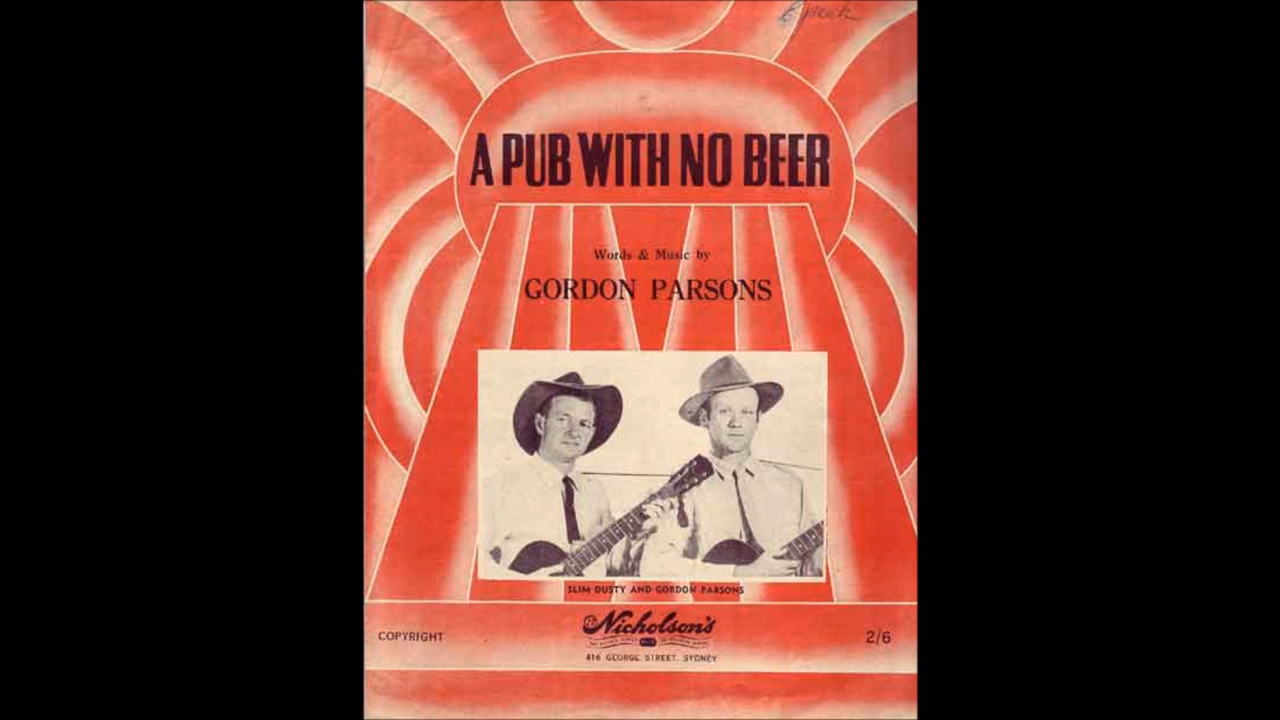 A PUB WITH NO BEER
Words & Music by
GORDON PARSONS
SLIM DUSTY AND GORDON PARSONS
Nicholson's
416 GEORGE STREET, SYDNEY
COPYRIGHT
2/6